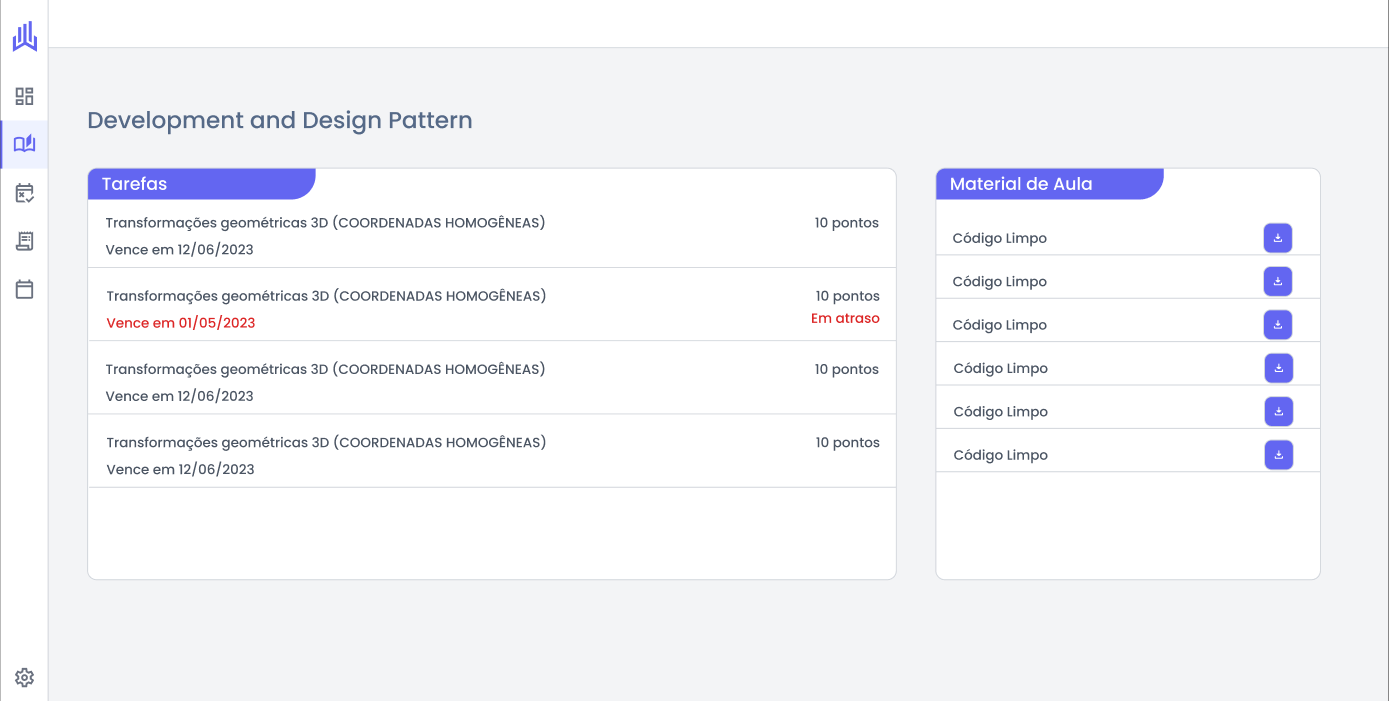 Development and Design Pattern
Tarefas
Transformações geométricas 3D (COORDENADAS HOMOGÊNEAS) 10 pontos
Vence em 12/06/2023
Transformações geométricas 3D (COORDENADAS HOMOGÊNEAS) 10 pontos
Vence em 01/05/2023 Em atraso
Transformações geométricas 3D (COORDENADAS HOMOGÊNEAS) 10 pontos
Vence em 12/06/2023
Transformações geométricas 3D (COORDENADAS HOMOGÊNEAS) 10 pontos
Vence em 12/06/2023
Material de Aula
Código Limpo
Código Limpo
Código Limpo
Código Limpo
Código Limpo
Código Limpo